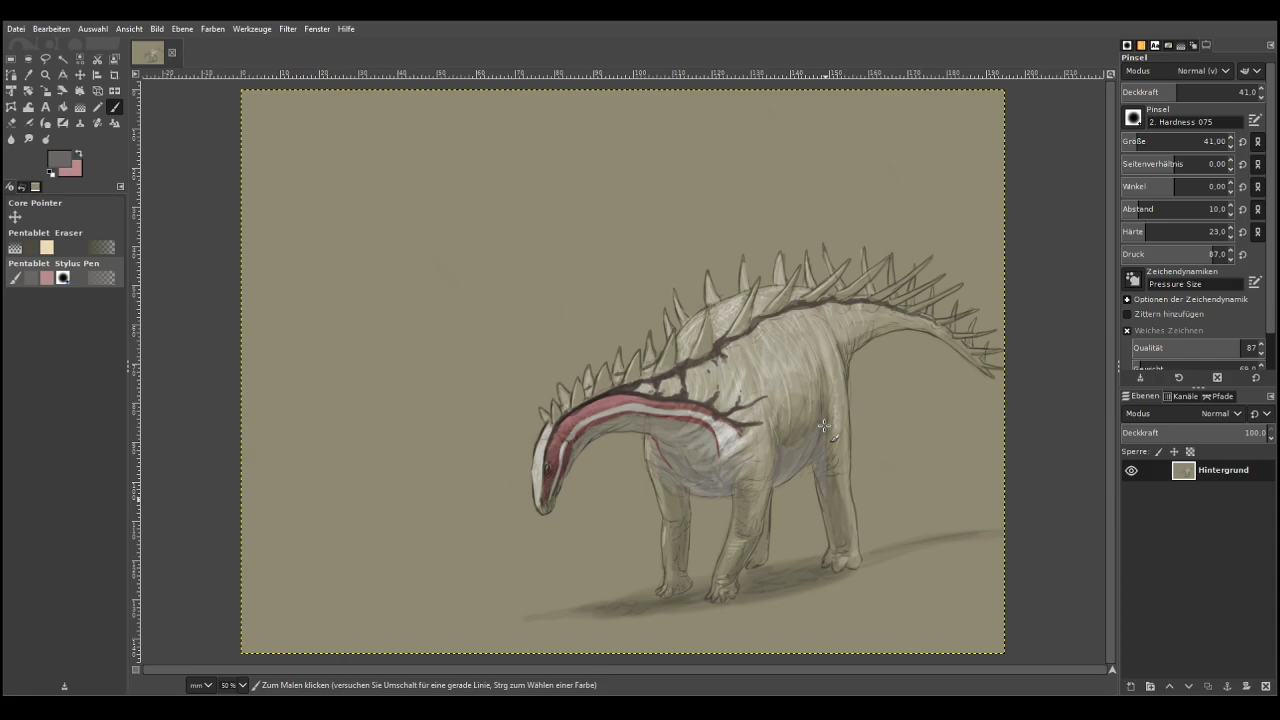 Datei Bearbeiten Auswahl Ansicht Bild Ebene Farben Werkzeuge Filter Fenster Hilfe
Pinsel
Modus Normal (v)
Deckkraft 41,0
Pinsel
2. Hardness 075
Größe 41,00
Seitenverhältnis 0,00
Winkel 0,00
Abstand 10,0
Härte 23,0
Druck 87,0
Zeichendynamiken
Pressure Size
Optionen der Zeichendynamik
Zittern hinzufügen
Weiches Zeichnen
Qualität 87
Core Pointer
Pentablet Eraser
Pentablet Stylus Pen
Ebenen Kanäle Pfade
Modus Normal
Deckkraft 100,0
Sperre:
Hintergrund
mm 50 % Zum Malen klicken (versuchen Sie Umschalt für eine gerade Linie, Strg zum Wählen einer Farbe)